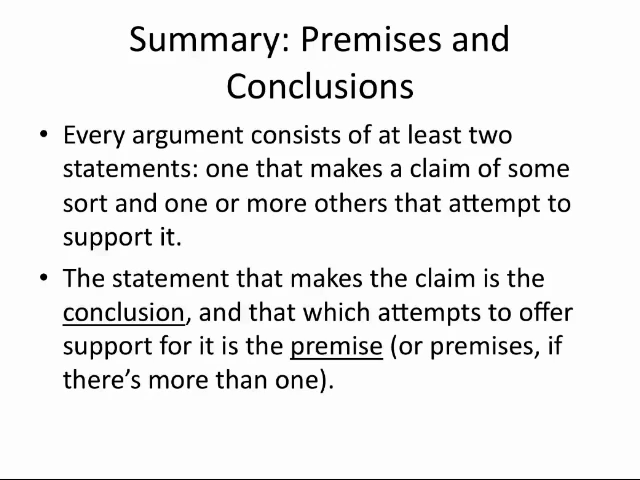 Summary: Premises and
Conclusions
• Every argument consists of at least two
statements: one that makes a claim of some
sort and one or more others that attempt to
support it.
• The statement that makes the claim is the
conclusion, and that which attempts to offer
support for it is the premise (or premises, if
there’s more than one).